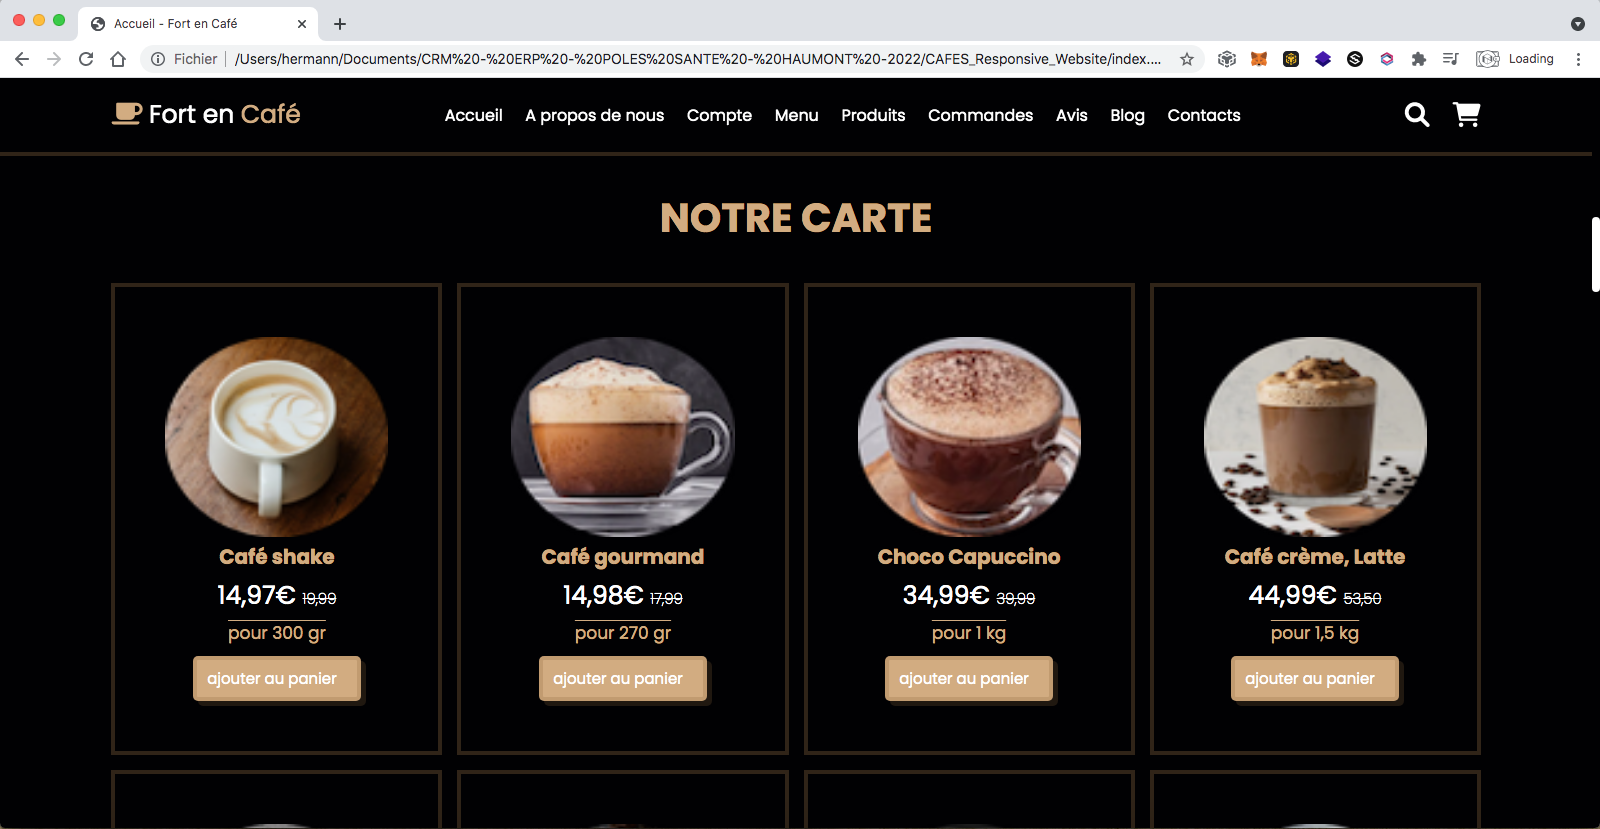 Accueil - Fort en Café
Fichier
/Users/hermann/Documents/CRM%20-%20ERP%20-%20POLES%20SANTE%20-%20HAUMONT%20-2022/CAFES_Responsive_Website/index....
Loading
Fort en Café
Accueil A propos de nous Compte Menu Produits Commandes Avis Blog Contacts
NOTRE CARTE
Café shake
14,97€ 19,99
pour 300 gr
ajouter au panier
Café gourmand
14,98€ 17,99
pour 270 gr
ajouter au panier
Choco Capuccino
34,99€ 39,99
pour 1 kg
ajouter au panier
Café crème, Latte
44,99€ 53,50
pour 1,5 kg
ajouter au panier